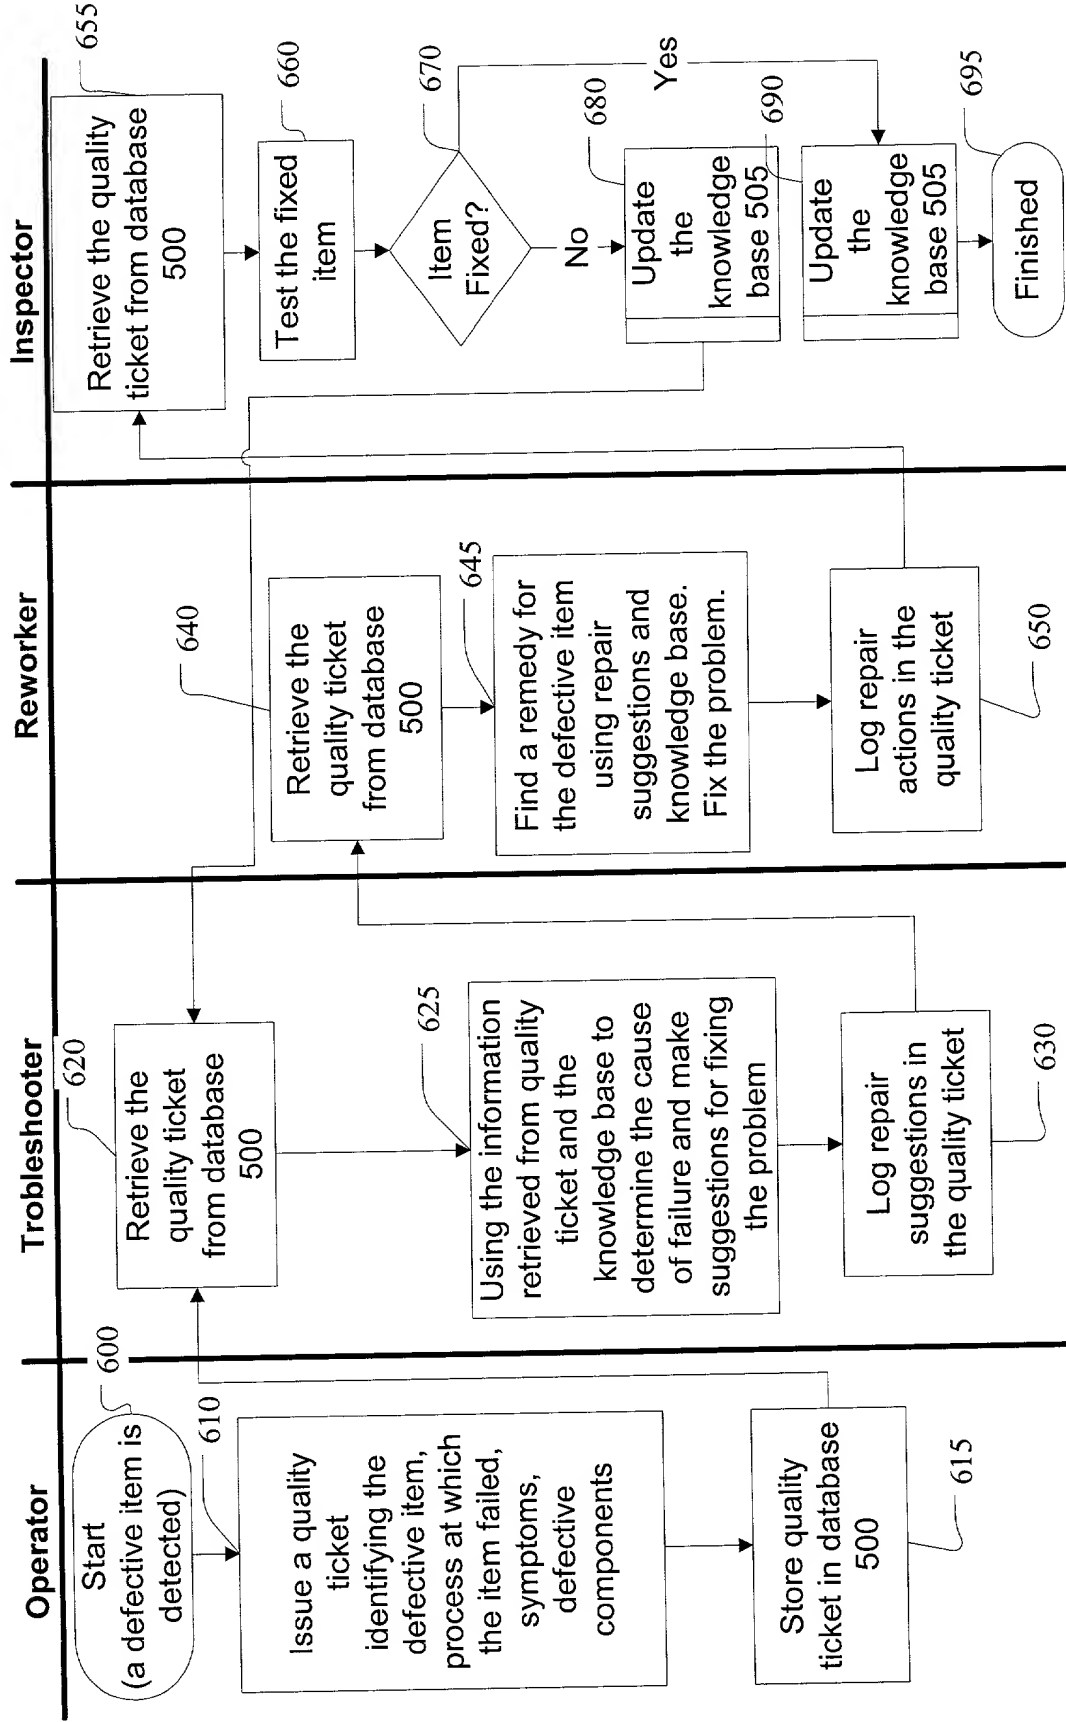 Operator
Start
(a defective item is
detected)
600
610
Issue a quality
ticket
identifying the
defective item,
process at which
the item failed,
symptoms,
defective
components
Store quality
ticket in database
500
615
Trobleshooter
620
Retrieve the
quality ticket
from database
500
625
Using the information
retrieved from quality
ticket and the
knowledge base to
determine the cause
of failure and make
suggestions for fixing
the problem
Log repair
suggestions in
the quality ticket
630
Reworker
640
Retrieve the
quality ticket
from database
500
645
Find a remedy for
the defective item
using repair
suggestions and
knowledge base.
Fix the problem.
Log repair
actions in the
quality ticket
650
Inspector
655
Retrieve the quality
ticket from database
500
660
Test the fixed
item
670
Item
Fixed?
No
Yes
680
Update
the
knowledge
base 505
690
Update
the
knowledge
base 505
695
Finished